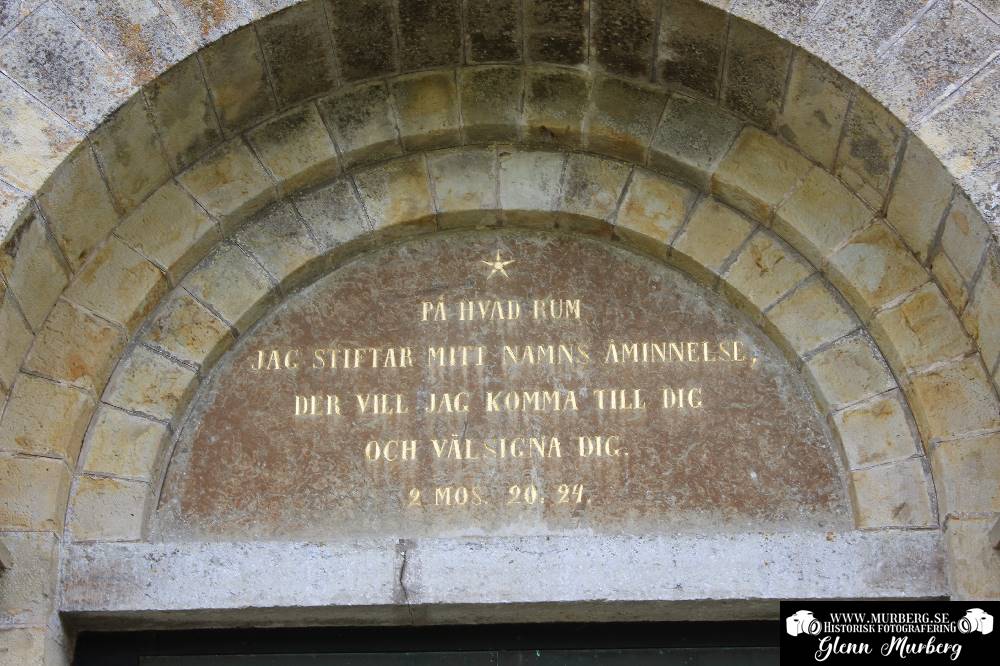 PÅ HVAD RUM
JAG STIFTAR MITT NAMNS ÅMINNELSE,
DER VILL JAG KOMMA TILL DIG
OCH VÄLSIGNA DIG.
2 MOS. 20: 24.
WWW.MURBERG.SE
HISTORISK FOTOGRAFERING
Glenn Murberg